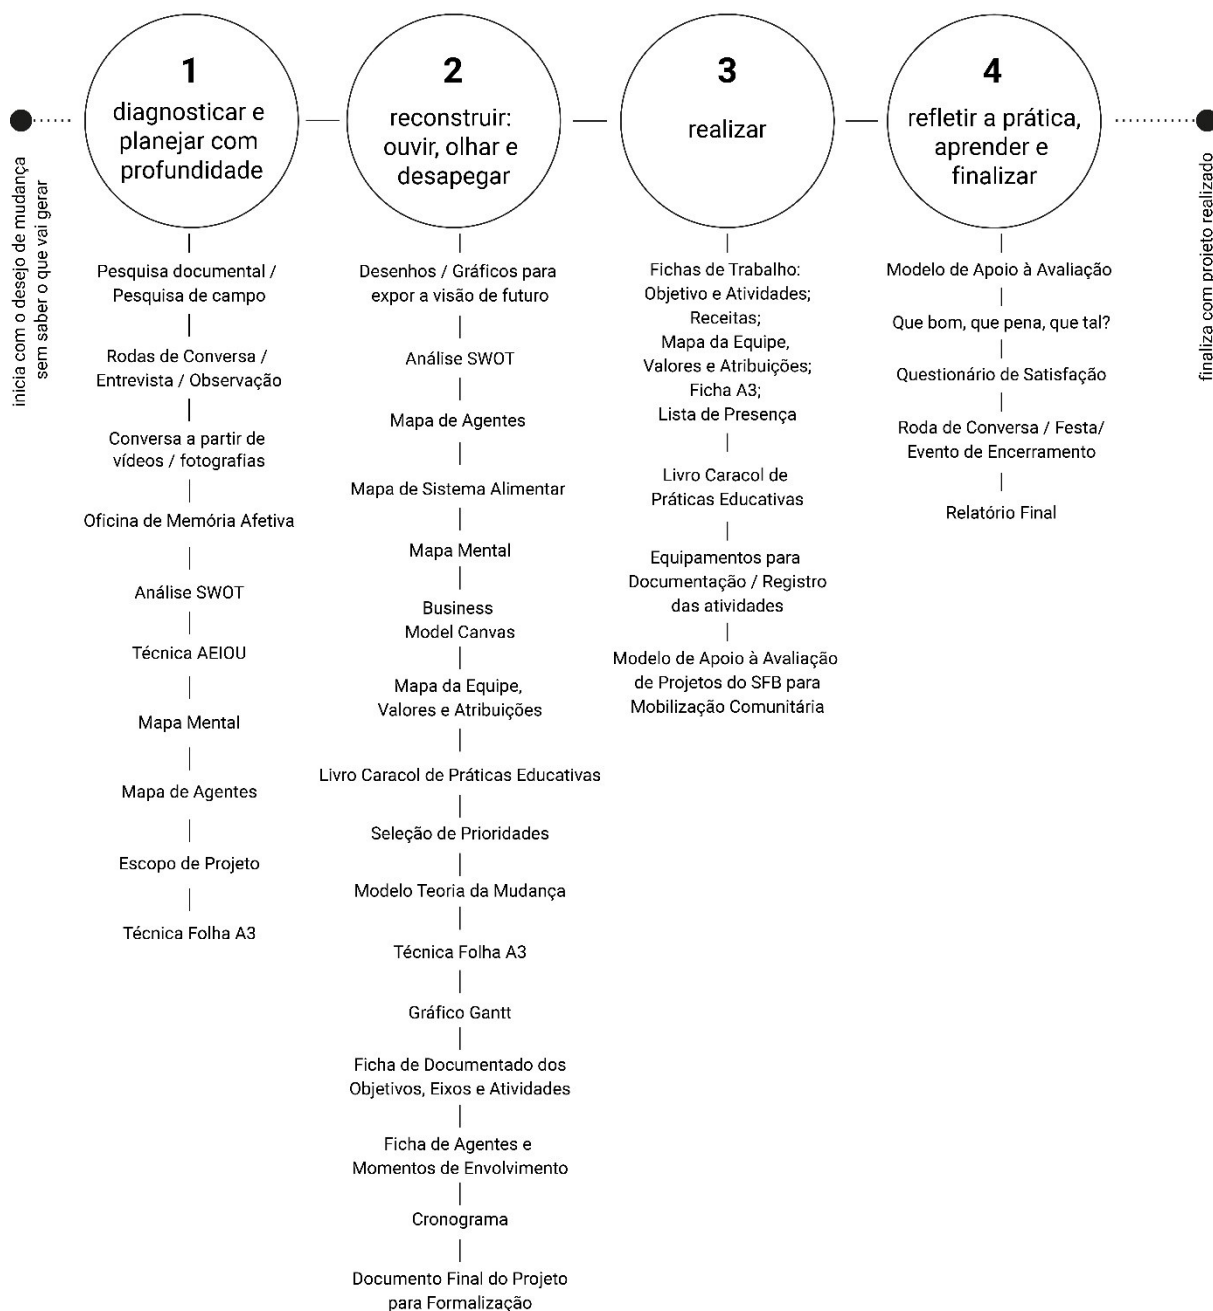 inicia com o desejo de mudança
sem saber o que vai gerar
1
diagnosticar e
planejar com
profundidade
Pesquisa documental /
Pesquisa de campo
Rodas de Conversa /
Entrevista / Observação
Conversa a partir de
vídeos / fotografias
Oficina de Memória Afetiva
Análise SWOT
Técnica AEIOU
Mapa Mental
Mapa de Agentes
Escopo de Projeto
Técnica Folha A3
2
reconstruir:
ouvir, olhar e
desapegar
Desenhos / Gráficos para
expor a visão de futuro
Análise SWOT
Mapa de Agentes
Mapa de Sistema Alimentar
Mapa Mental
Business
Model Canvas
Mapa da Equipe,
Valores e Atribuições
Livro Caracol de Práticas Educativas
Seleção de Prioridades
Modelo Teoria da Mudança
Técnica Folha A3
Gráfico Gantt
Ficha de Documentado dos
Objetivos, Eixos e Atividades
Ficha de Agentes e
Momentos de Envolvimento
Cronograma
Documento Final do Projeto
para Formalização
3
realizar
Fichas de Trabalho:
Objetivo e Atividades;
Receitas;
Mapa da Equipe,
Valores e Atribuições;
Ficha A3;
Lista de Presença
Livro Caracol de
Práticas Educativas
Equipamentos para
Documentação / Registro
das atividades
Modelo de Apoio à Avaliação
de Projetos do SFB para
Mobilização Comunitária
4
refletir a prática,
aprender e
finalizar
Modelo de Apoio à Avaliação
Que bom, que pena, que tal?
Questionário de Satisfação
Roda de Conversa / Festa/
Evento de Encerramento
Relatório Final
finaliza com projeto realizado